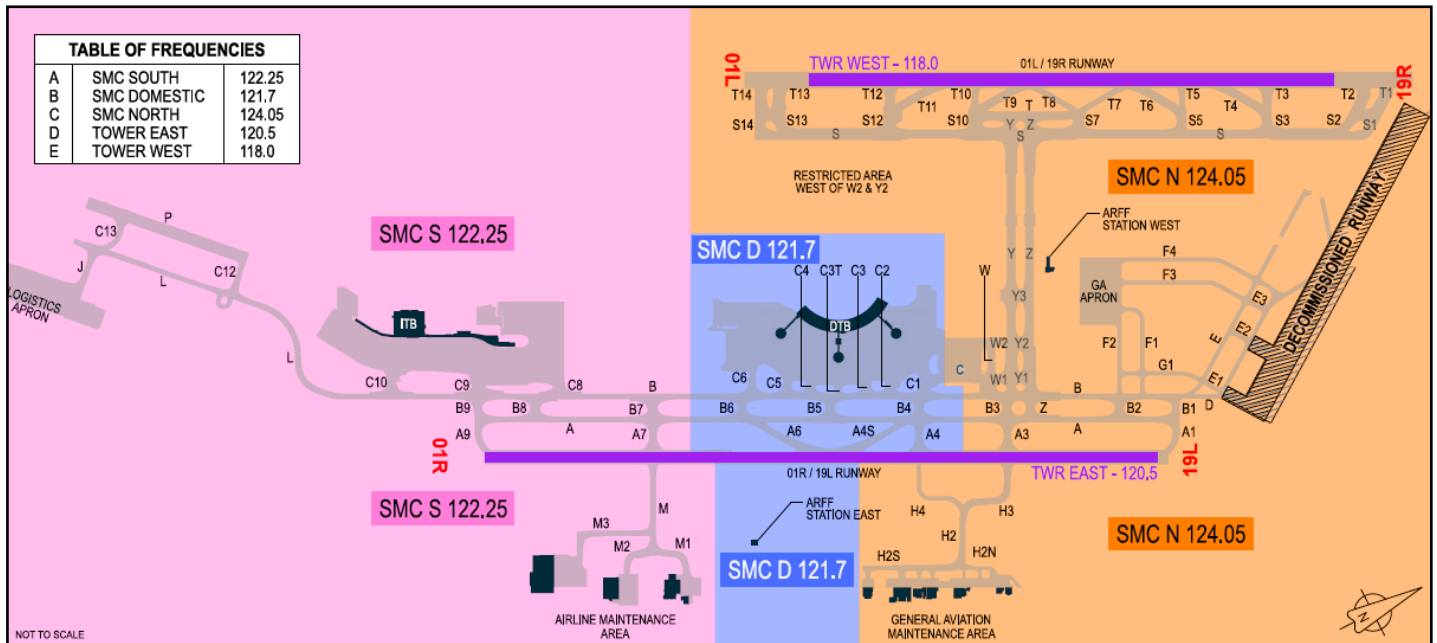 TABLE OF FREQUENCIES
A SMC SOUTH 122.25
B SMC DOMESTIC 121.7
C SMC NORTH 124.05
D TOWER EAST 120.5
E TOWER WEST 118.0
01L
TWR WEST - 118.0
01L / 19R RUNWAY
19R
T14 T13 T12 T11 T10 T9 T T8 T7 T6 T5 T4 T3 T2 T1
S14 S13 S12 S10 Y Z S7 S5 S3 S2 S1
S S S
RESTRICTED AREA
WEST OF W2 & Y2
SMC N 124.05
DECOMMISSIONED RUNWAY
P
C13
SMC S 122.25
ARFF
STATION WEST
SMC D 121.7
J
L
C12
C4 C3T C3 C2
W
Y Z
F4
F3
GA
APRON
E3
E2
E
LOGISTICS
APRON
ITB
DTB
Y3
W2 Y2
F2 F1
G1
L
C10 C9 C8 B C6 C5 C1 C W1 Y1 B E1
D
B9 B8 B7 B6 B5 B4 B3 Z B2 B1
A9 A A7 A6 A4S A4 A3 A A1
01R
19L
01R / 19L RUNWAY
TWR EAST - 120.5
SMC S 122.25
ARFF
STATION EAST
M
H4 H3
SMC N 124.05
M3
M2 M1
H2
H2S H2N
SMC D 121.7
AIRLINE MAINTENANCE
AREA
GENERAL AVIATION
MAINTENANCE AREA
NOT TO SCALE
N